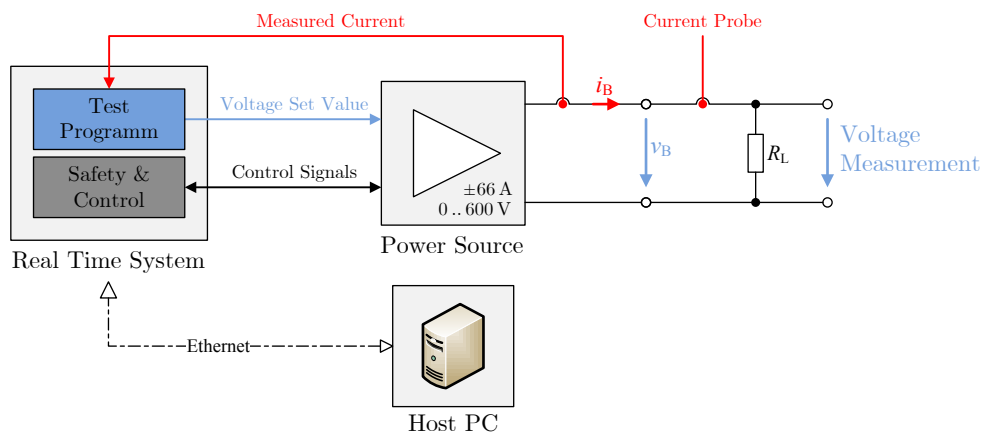 Measured Current
Current Probe
Test
Programm
Voltage Set Value
i_B
Safety &
Control
Control Signals
±66 A
0 .. 600 V
v_B
R_L
Voltage
Measurement
Real Time System
Power Source
Ethernet
Host PC